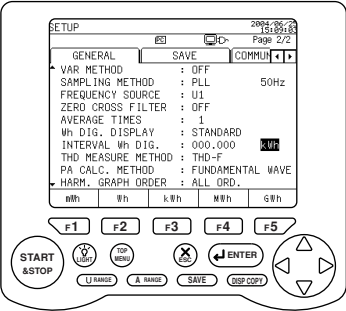 SETUP 2004/06/25
15:09:03
PC Page 2/2
GENERAL SAVE COMMUN
VAR METHOD : OFF
SAMPLING METHOD : PLL 50Hz
FREQUENCY SOURCE : U1
ZERO CROSS FILTER : OFF
AVERAGE TIMES : 1
Wh DIG. DISPLAY : STANDARD
INTERVAL Wh DIG. : 000.000 kWh
THD MEASURE METHOD : THD-F
PA CALC. METHOD : FUNDAMENTAL WAVE
HARM. GRAPH ORDER : ALL ORD.
mWh Wh kWh MWh GWh
F1 F2 F3 F4 F5
START
&STOP
LIGHT
TOP
MENU
ESC
ENTER
U RANGE A RANGE SAVE DISP COPY